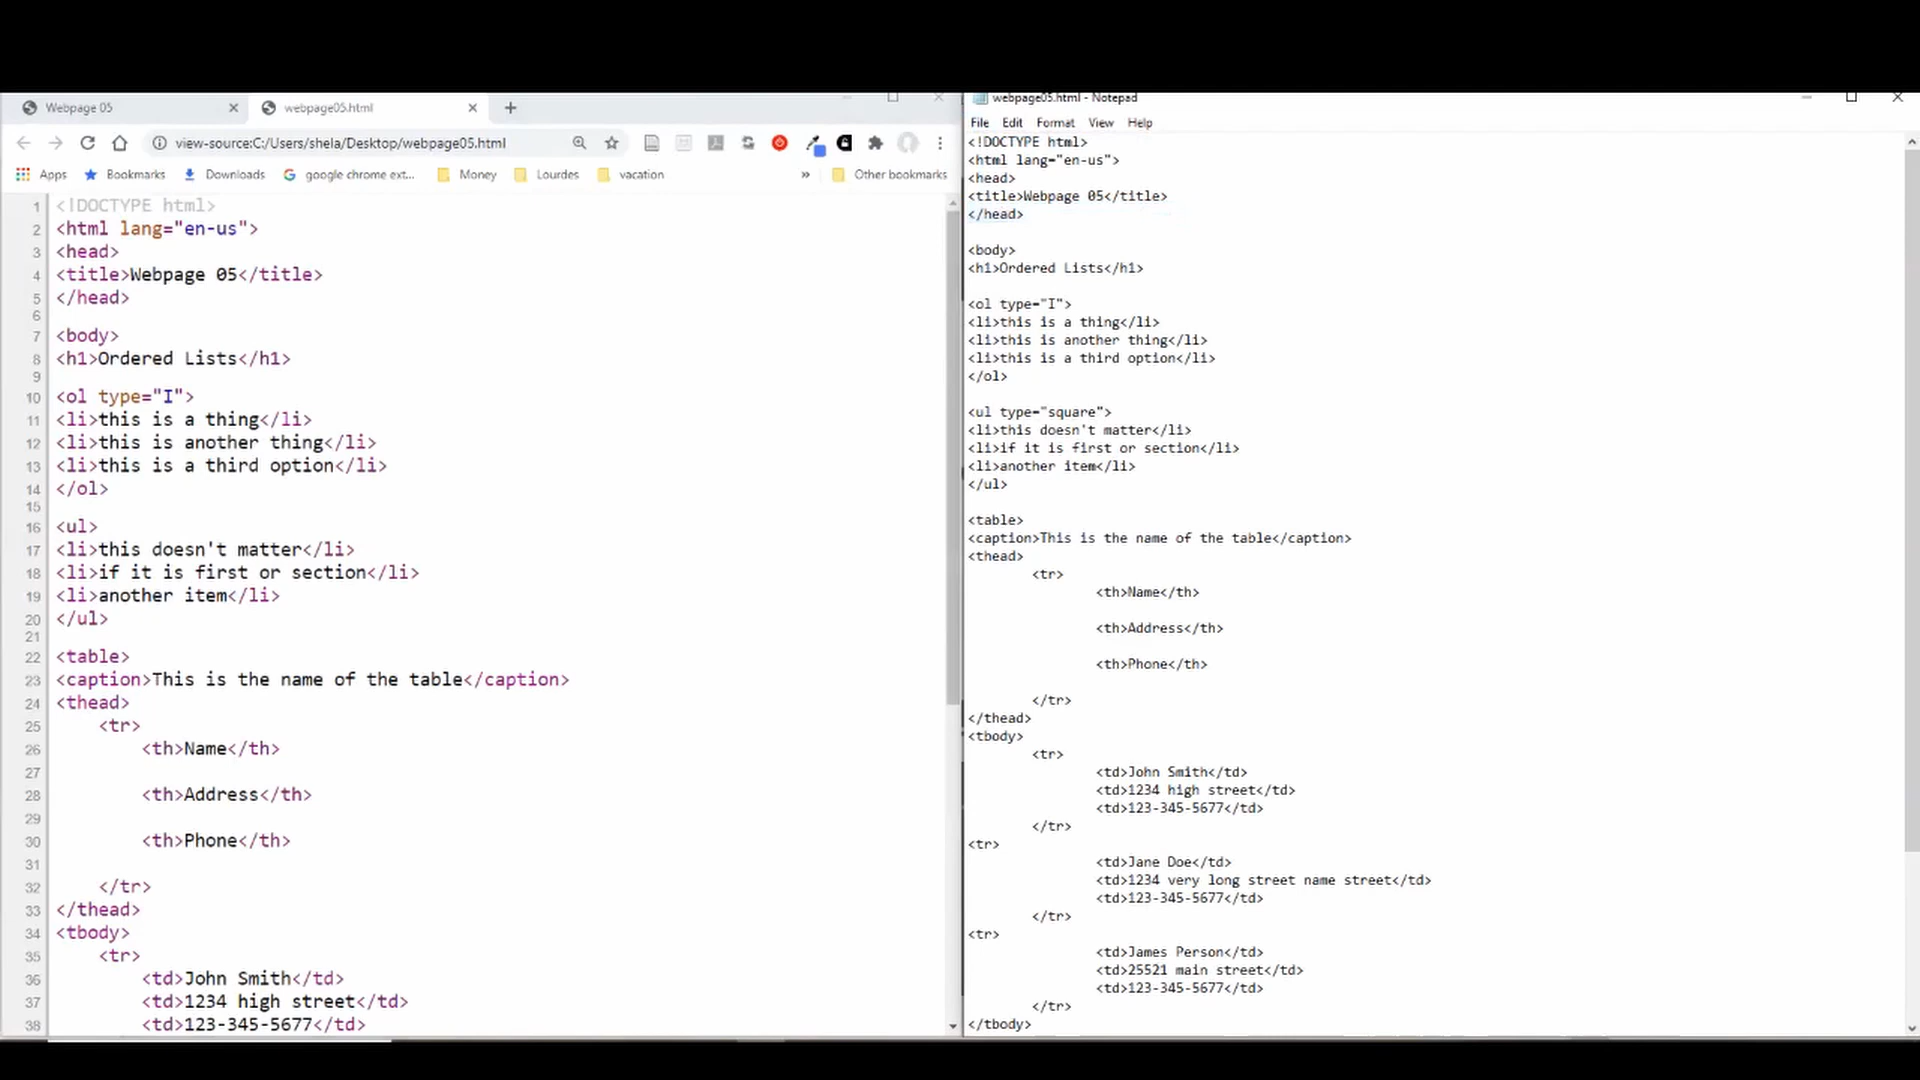 Webpage 05
webpage05.html
view-source:C:/Users/shela/Desktop/webpage05.html
Apps Bookmarks Downloads google chrome ext... Money Lourdes vacation » Other bookmarks
1 <!DOCTYPE html>
2 <html lang="en-us">
3 <head>
4 <title>Webpage 05</title>
5 </head>
6
7 <body>
8 <h1>Ordered Lists</h1>
9
10 <ol type="I">
11 <li>this is a thing</li>
12 <li>this is another thing</li>
13 <li>this is a third option</li>
14 </ol>
15
16 <ul>
17 <li>this doesn't matter</li>
18 <li>if it is first or section</li>
19 <li>another item</li>
20 </ul>
21
22 <table>
23 <caption>This is the name of the table</caption>
24 <thead>
25 <tr>
26 <th>Name</th>
27
28 <th>Address</th>
29
30 <th>Phone</th>
31
32 </tr>
33 </thead>
34 <tbody>
35 <tr>
36 <td>John Smith</td>
37 <td>1234 high street</td>
38 <td>123-345-5677</td>
webpage05.html - Notepad
File Edit Format View Help
<!DOCTYPE html>
<html lang="en-us">
<head>
<title>Webpage 05</title>
</head>
<body>
<h1>Ordered Lists</h1>
<ol type="I">
<li>this is a thing</li>
<li>this is another thing</li>
<li>this is a third option</li>
</ol>
<ul type="square">
<li>this doesn't matter</li>
<li>if it is first or section</li>
<li>another item</li>
</ul>
<table>
<caption>This is the name of the table</caption>
<thead>
<tr>
<th>Name</th>
<th>Address</th>
<th>Phone</th>
</tr>
</thead>
<tbody>
<tr>
<td>John Smith</td>
<td>1234 high street</td>
<td>123-345-5677</td>
</tr>
<tr>
<td>Jane Doe</td>
<td>1234 very long street name street</td>
<td>123-345-5677</td>
</tr>
<tr>
<td>James Person</td>
<td>25521 main street</td>
<td>123-345-5677</td>
</tr>
</tbody>